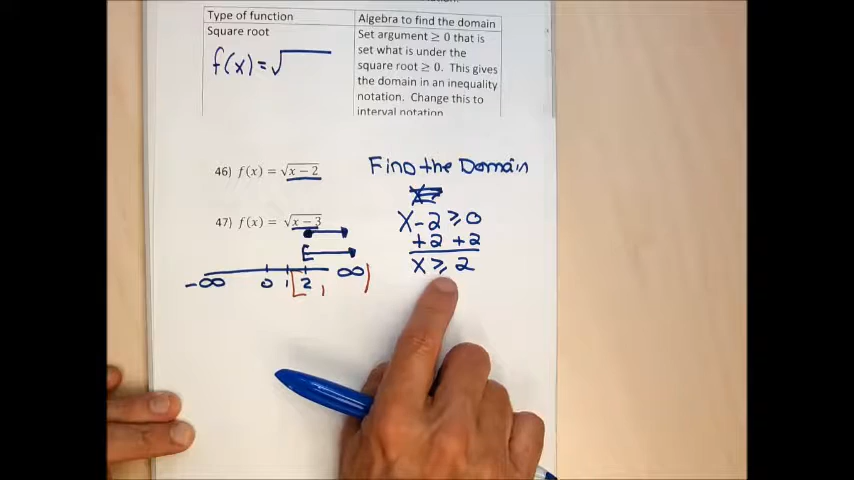 Type of function
Algebra to find the domain
Square root
f(x) = √
Set argument ≥ 0 that is
set what is under the
square root ≥ 0. This gives
the domain in an inequality
notation. Change this to
interval notation
46) f(x) = √x − 2
Find the Domain
x - 2 ≥ 0
47) f(x) = √x − 3
+2 +2
x ≥ 2
-∞ 0 1 [2 , ∞)